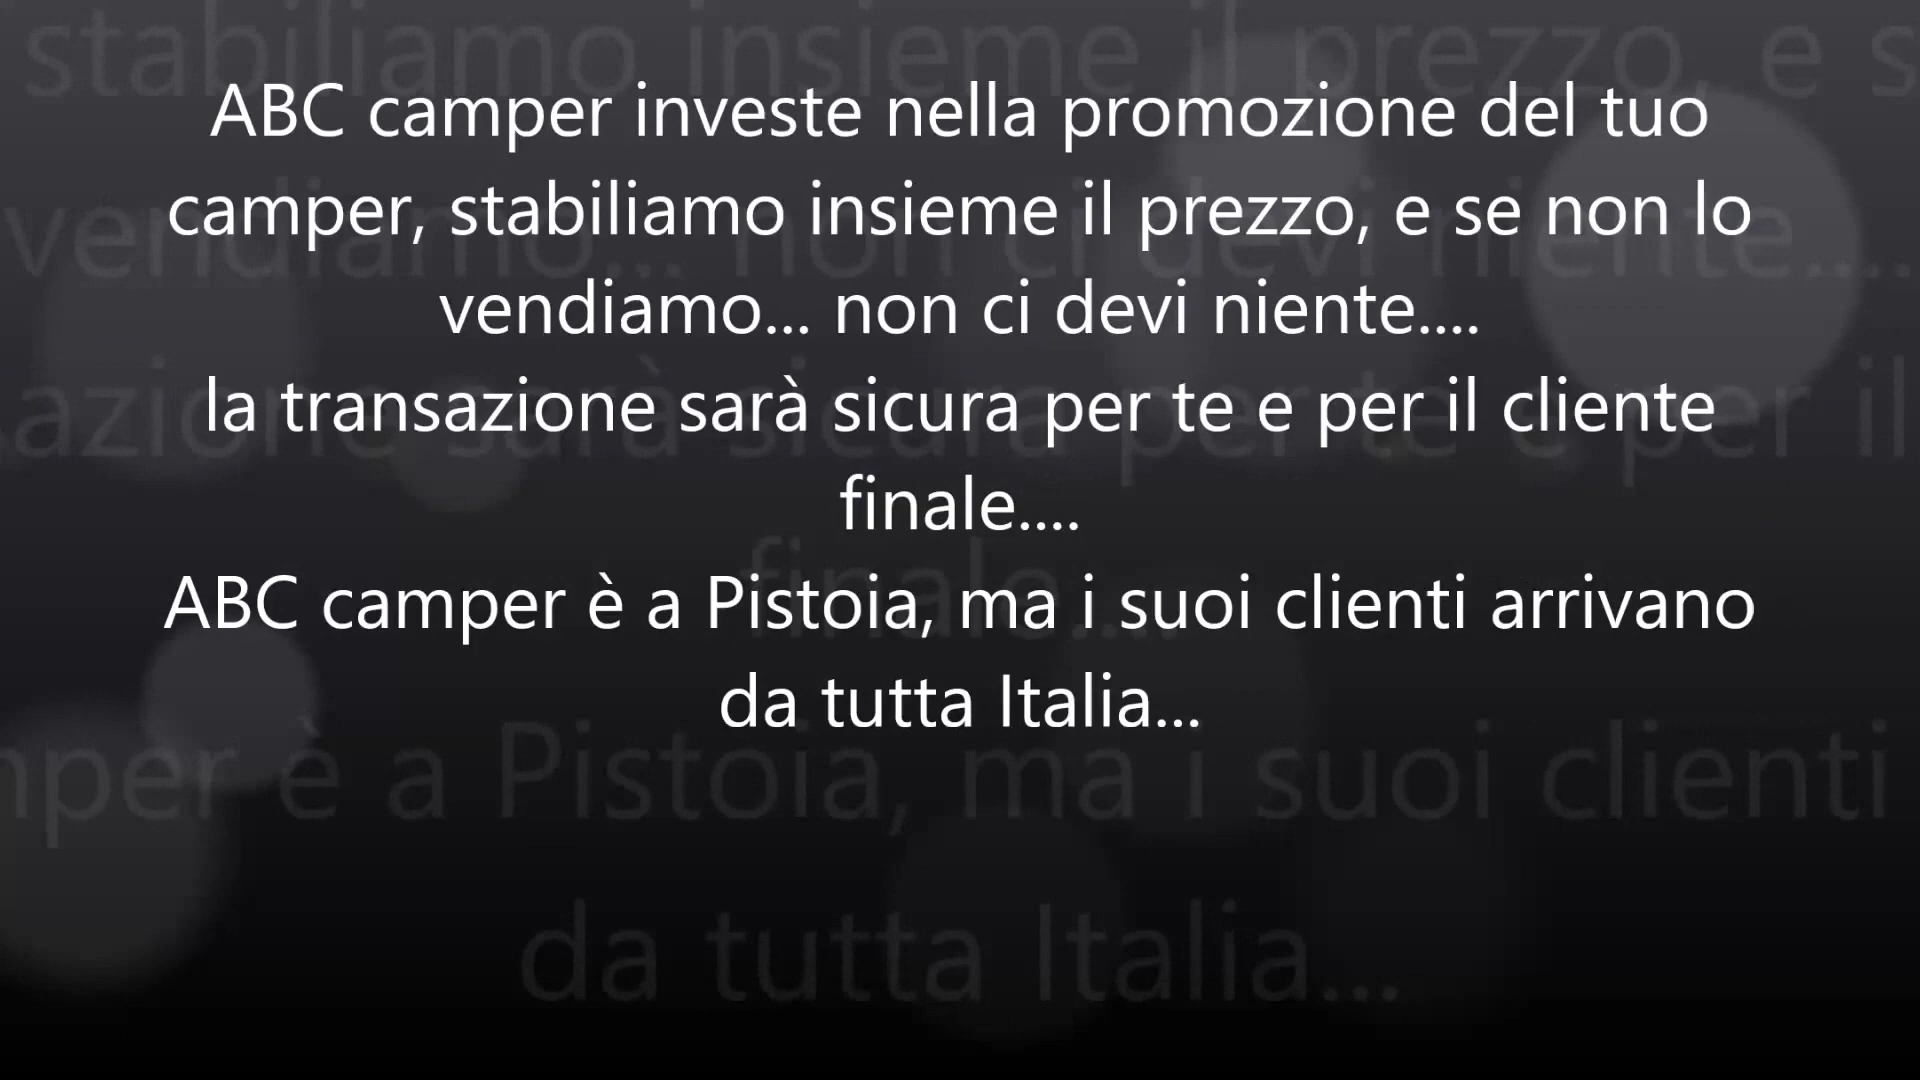 ABC camper investe nella promozione del tuo
camper, stabiliamo insieme il prezzo, e se non lo
vendiamo... non ci devi niente....
la transazione sarà sicura per te e per il cliente
finale....
ABC camper è a Pistoia, ma i suoi clienti arrivano
da tutta Italia...